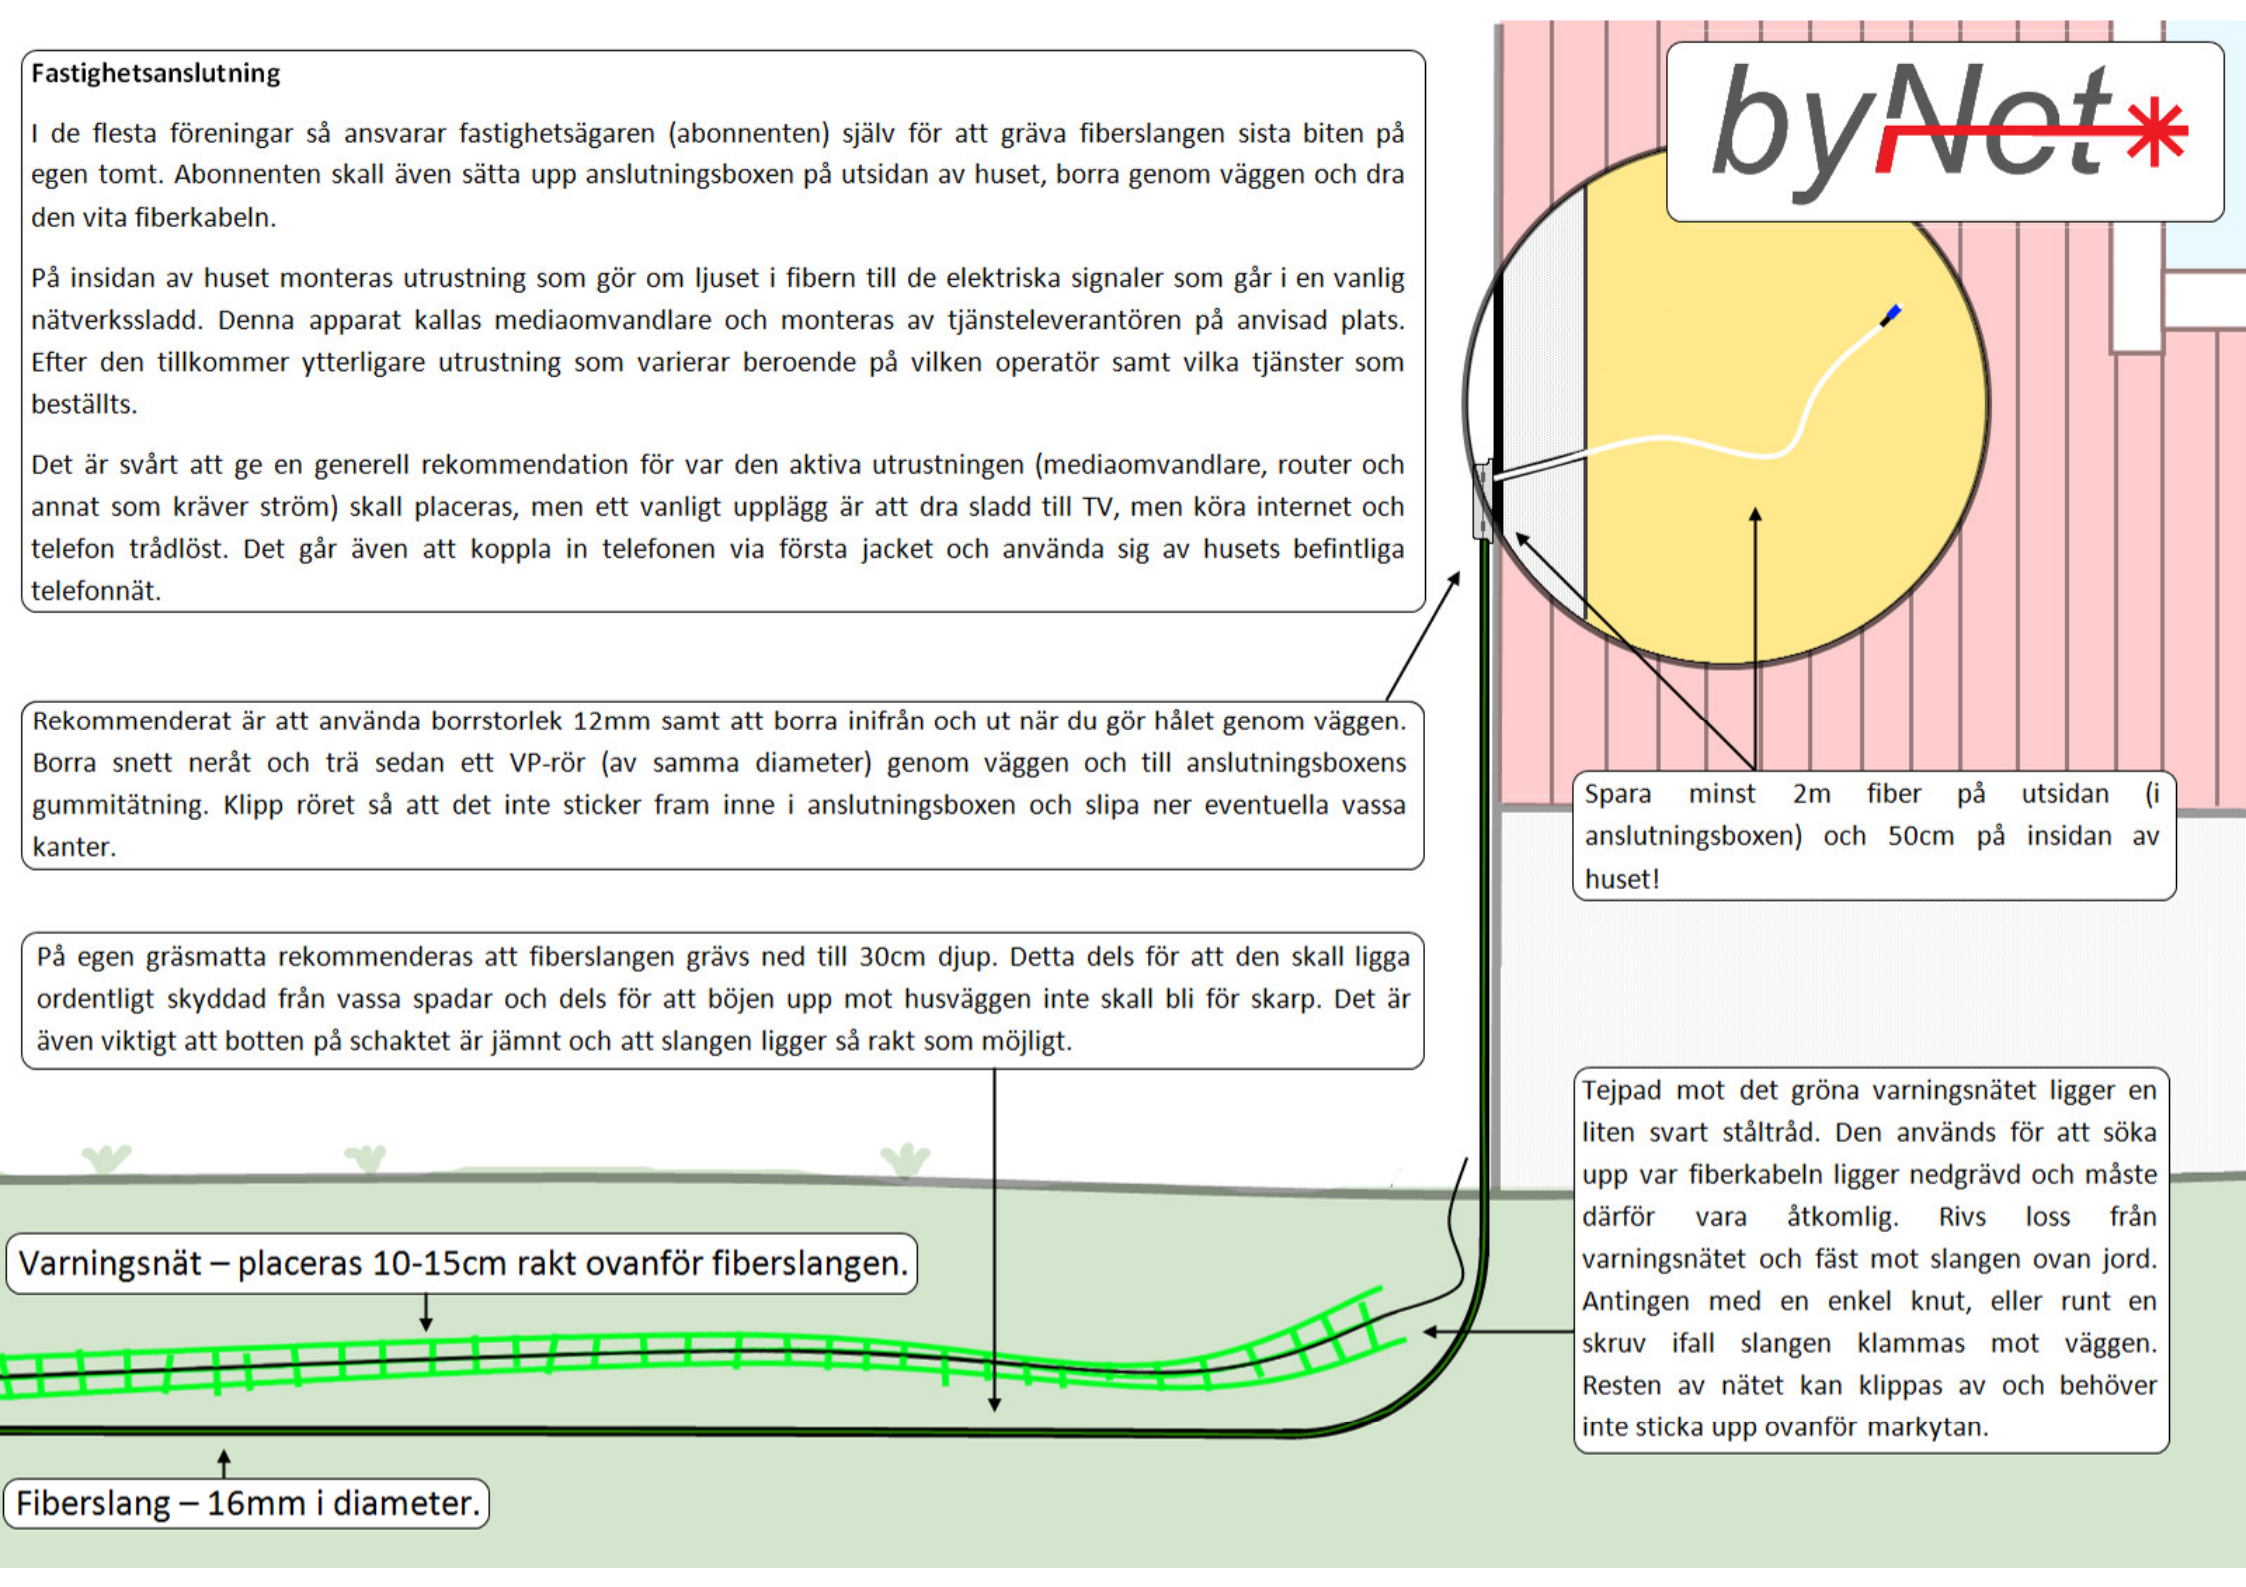 Fastighetsanslutning
I de flesta föreningar så ansvarar fastighetsägaren (abonnenten) själv för att gräva fiberslangen sista biten på
egen tomt. Abonnenten skall även sätta upp anslutningsboxen på utsidan av huset, borra genom väggen och dra
den vita fiberkabeln.
På insidan av huset monteras utrustning som gör om ljuset i fibern till de elektriska signaler som går i en vanlig
nätverkssladd. Denna apparat kallas mediaomvandlare och monteras av tjänsteleverantören på anvisad plats.
Efter den tillkommer ytterligare utrustning som varierar beroende på vilken operatör samt vilka tjänster som
beställts.
Det är svårt att ge en generell rekommendation för var den aktiva utrustningen (mediaomvandlare, router och
annat som kräver ström) skall placeras, men ett vanligt upplägg är att dra sladd till TV, men köra internet och
telefon trådlöst. Det går även att koppla in telefonen via första jacket och använda sig av husets befintliga
telefonnät.
byNet
Rekommenderat är att använda borrstorlek 12mm samt att borra inifrån och ut när du gör hålet genom väggen.
Borra snett neråt och trä sedan ett VP-rör (av samma diameter) genom väggen och till anslutningsboxens
gummitätning. Klipp röret så att det inte sticker fram inne i anslutningsboxen och slipa ner eventuella vassa
kanter.
Spara minst 2m fiber på utsidan (i
anslutningsboxen) och 50cm på insidan av
huset!
På egen gräsmatta rekommenderas att fiberslangen grävs ned till 30cm djup. Detta dels för att den skall ligga
ordentligt skyddad från vassa spadar och dels för att böjen upp mot husväggen inte skall bli för skarp. Det är
även viktigt att botten på schaktet är jämnt och att slangen ligger så rakt som möjligt.
Tejpad mot det gröna varningsnätet ligger en
liten svart ståltråd. Den används för att söka
upp var fiberkabeln ligger nedgrävd och måste
därför vara åtkomlig. Rivs loss från
varningsnätet och fäst mot slangen ovan jord.
Antingen med en enkel knut, eller runt en
skruv ifall slangen klammas mot väggen.
Resten av nätet kan klippas av och behöver
inte sticka upp ovanför markytan.
Varningsnät – placeras 10-15cm rakt ovanför fiberslangen.
Fiberslang – 16mm i diameter.